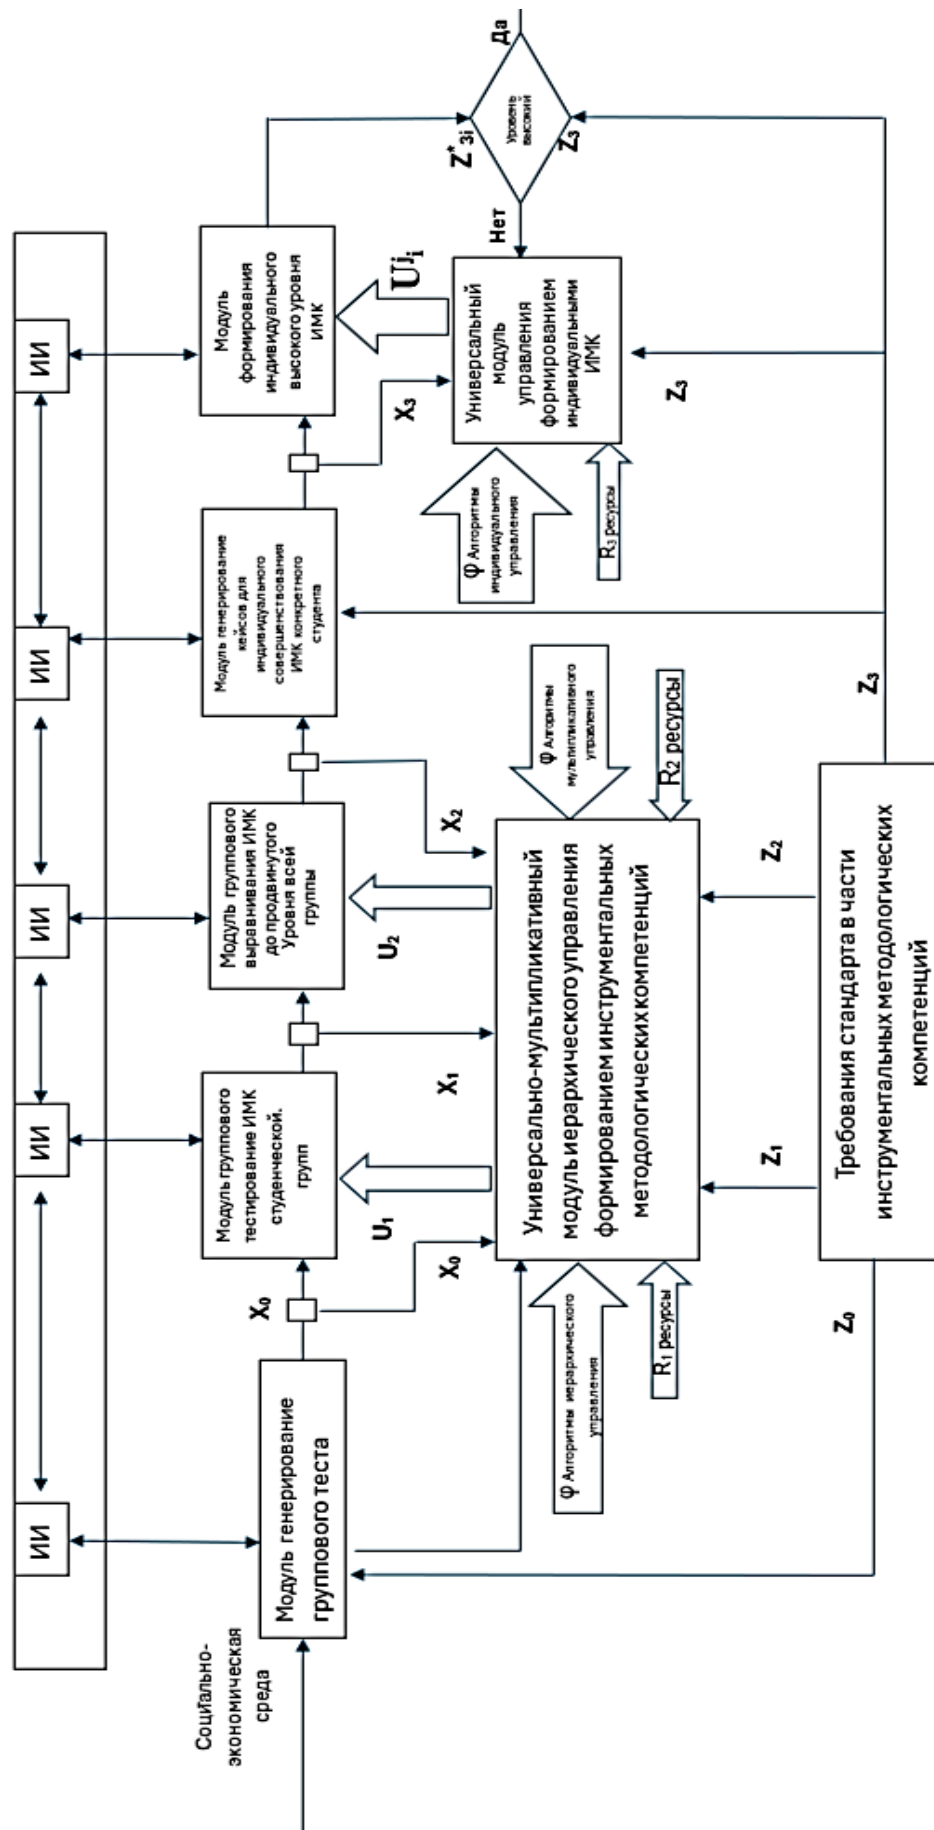 ИИ
ИИ
ИИ
ИИ
ИИ
Социально-
экономическая
среда
Модуль генерирование
группового теста
X₀
Модуль группового
тестирование ИМК
студенческой.
групп
Модуль группового
выравнивания ИМК
до продвинутого
Уровня всей
группы
Модуль генерирование
кейсов для
индивидуального
совершенствования
ИМК конкретного
студента
Модуль
формирования
индивидуального
высокого уровня
ИМК
U₁
X₀
X₁
U₂
X₂
X₃
Uʲᵢ
Z*₃ᵢ
Да
Уровень
высокий
Z₃
Нет
φ Алгоритмы иерархического
управления
R₁ ресурсы
Универсально-мультипликативный
модуль иерархического управления
формированием инструментальных
методологических компетенций
φ Алгоритмы
мультипликативного
управления
R₂ ресурсы
φ Алгоритмы
индивидуального
управления
R₃ ресурсы
Универсальный
модуль
управления
формированием
индивидуальными
ИМК
Z₃
Z₀
Z₁
Z₂
Z₃
Требования стандарта в части
инструментальных методологических
компетенций